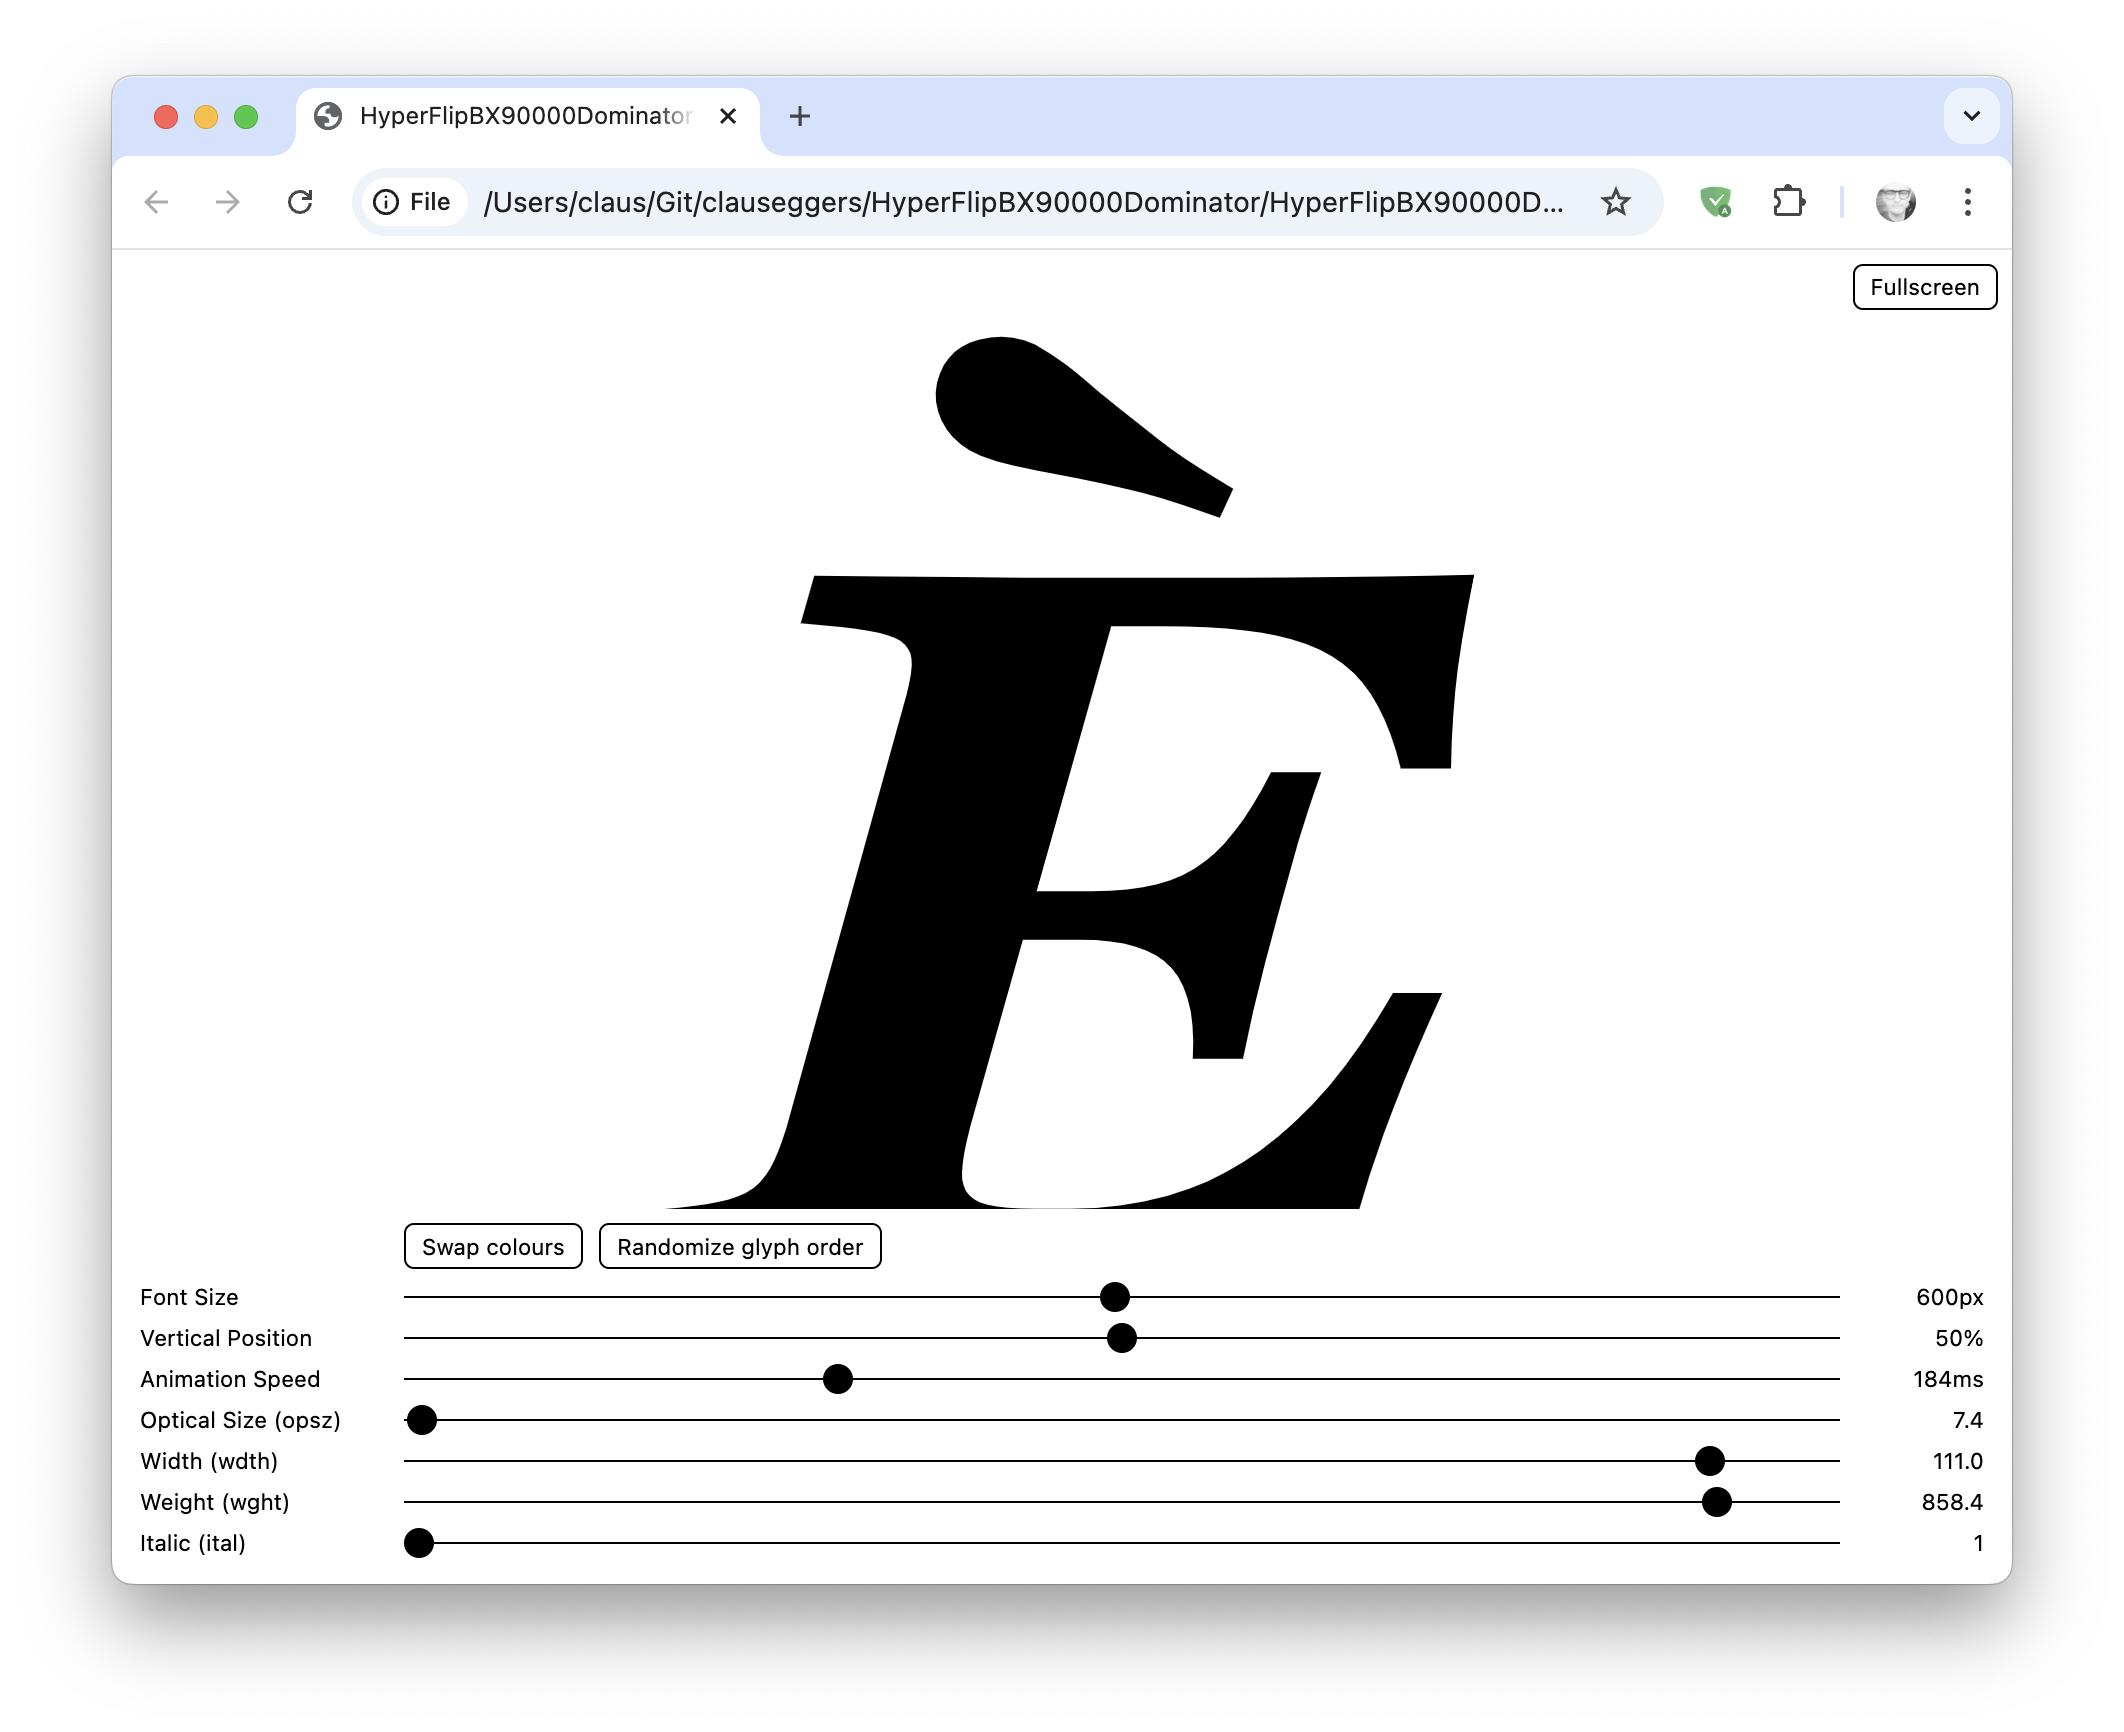 HyperFlipBX90000Dominator
File /Users/claus/Git/clauseggers/HyperFlipBX90000Dominator/HyperFlipBX90000D...
Fullscreen
È
Swap colours Randomize glyph order
Font Size 600px
Vertical Position 50%
Animation Speed 184ms
Optical Size (opsz) 7.4
Width (wdth) 111.0
Weight (wght) 858.4
Italic (ital) 1